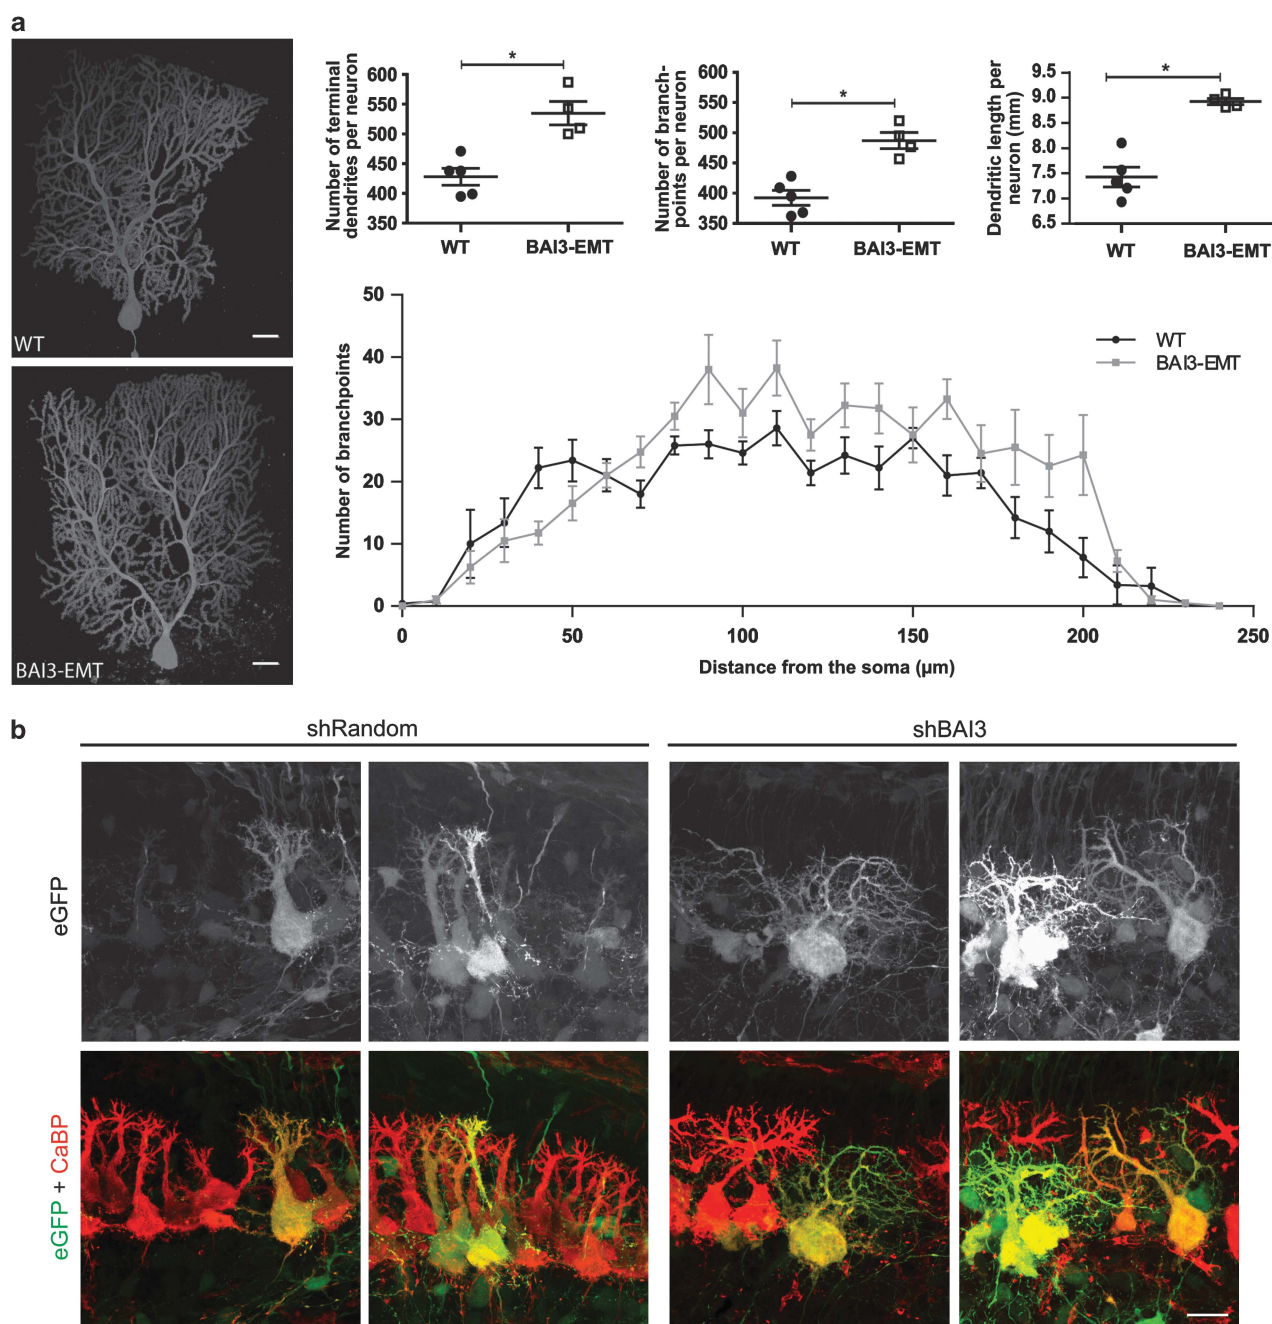 a
WT
BAI3-EMT
Number of terminal
dendrites per neuron
600
550
500
450
400
350
*
WT
BAI3-EMT
Number of branch-
points per neuron
600
550
500
450
400
350
*
WT
BAI3-EMT
Dendritic length per
neuron (mm)
9.5
9.0
8.5
8.0
7.5
7.0
6.5
*
WT
BAI3-EMT
Number of branchpoints
50
40
30
20
10
0
WT
BAI3-EMT
0
50
100
150
200
250
Distance from the soma (µm)
b
shRandom
shBAI3
eGFP
eGFP + CaBP